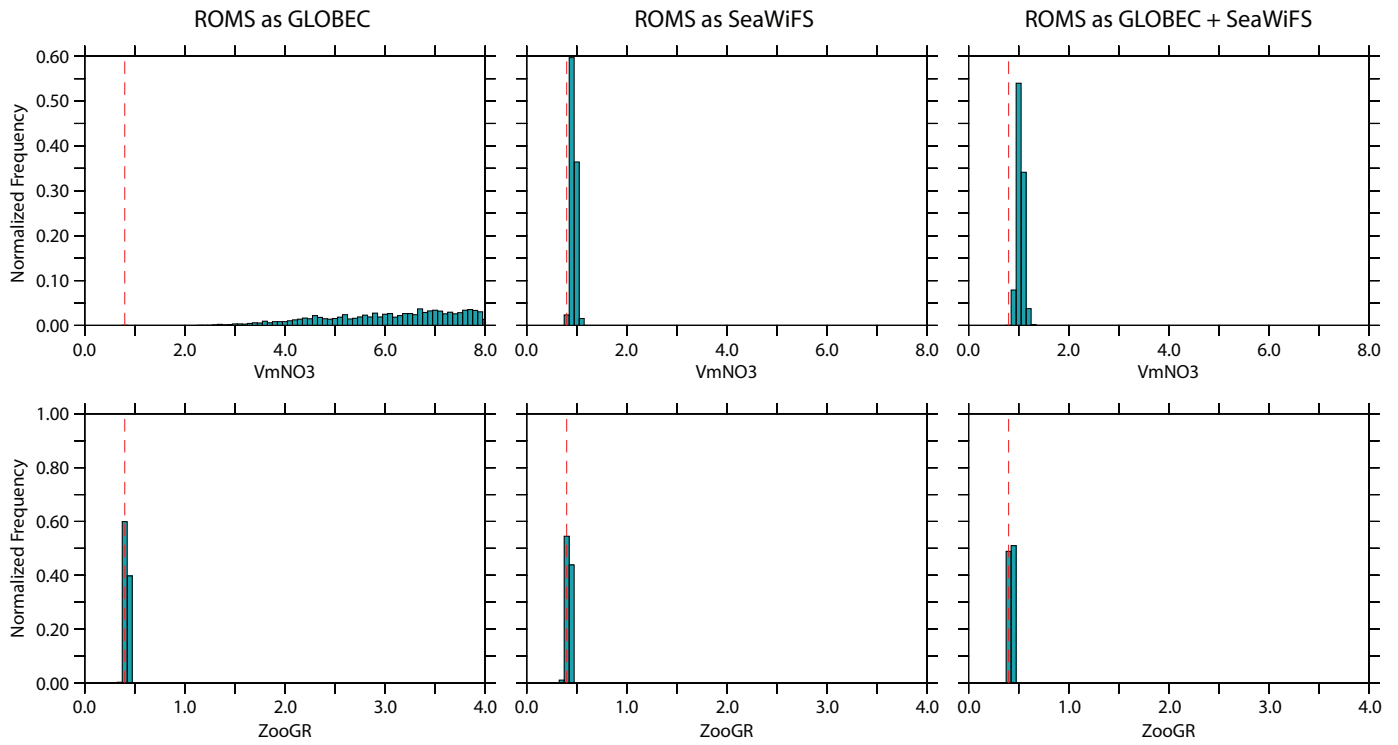 ROMS as GLOBEC
ROMS as SeaWiFS
ROMS as GLOBEC + SeaWiFS
Normalized Frequency
0.60
0.50
0.40
0.30
0.20
0.10
0.00
0.0 2.0 4.0 6.0 8.0
VmNO3
0.0 2.0 4.0 6.0 8.0
VmNO3
0.0 2.0 4.0 6.0 8.0
VmNO3
Normalized Frequency
1.00
0.80
0.60
0.40
0.20
0.00
0.0 1.0 2.0 3.0 4.0
ZooGR
0.0 1.0 2.0 3.0 4.0
ZooGR
0.0 1.0 2.0 3.0 4.0
ZooGR